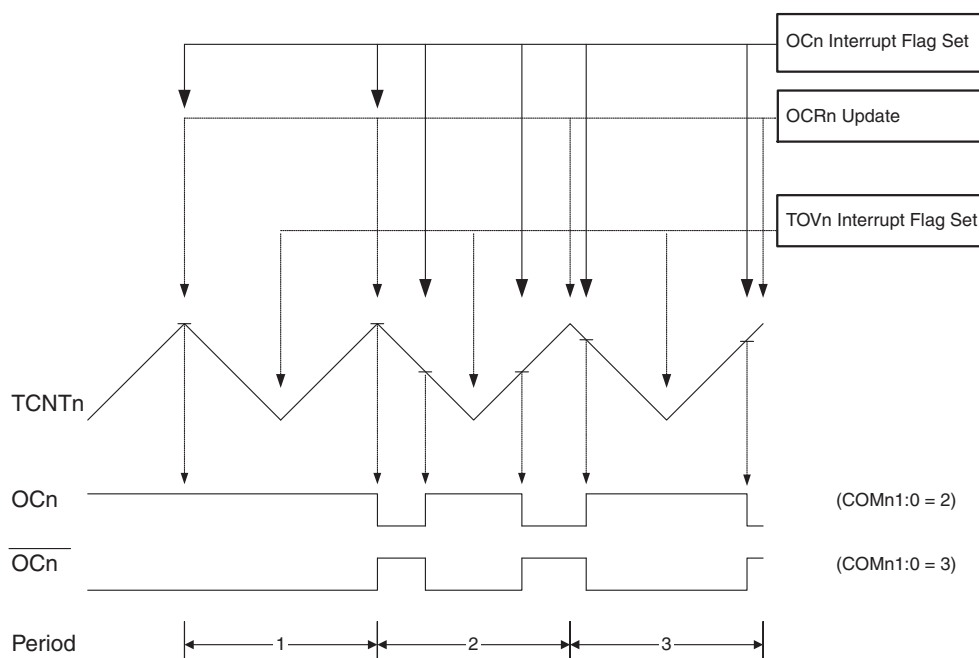 OCn Interrupt Flag Set
OCRn Update
TOVn Interrupt Flag Set
TCNTn
OCn
(COMn1:0 = 2)
OCn
(COMn1:0 = 3)
Period
1
2
3